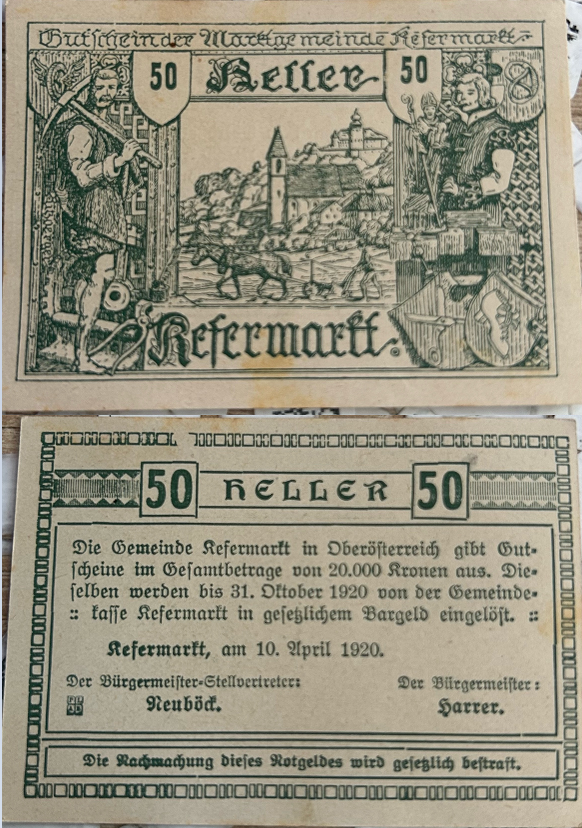 Gutschein der Marktgemeinde Kefermarkt.
50 Heller 50
Kefermarkt.
50 HELLER 50
Die Gemeinde Kefermarkt in Oberösterreich gibt Gut-
scheine im Gesamtbetrage von 20.000 Kronen aus. Die-
selben werden bis 31. Oktober 1920 von der Gemeinde-
:: kasse Kefermarkt in gesetzlichem Bargeld eingelöst. ::
Kefermarkt, am 10. April 1920.
Der Bürgermeister-Stellvertreter: Der Bürgermeister:
Neuböck. Harrer.
Die Nachmachung dieses Notgeldes wird gesetzlich bestraft.